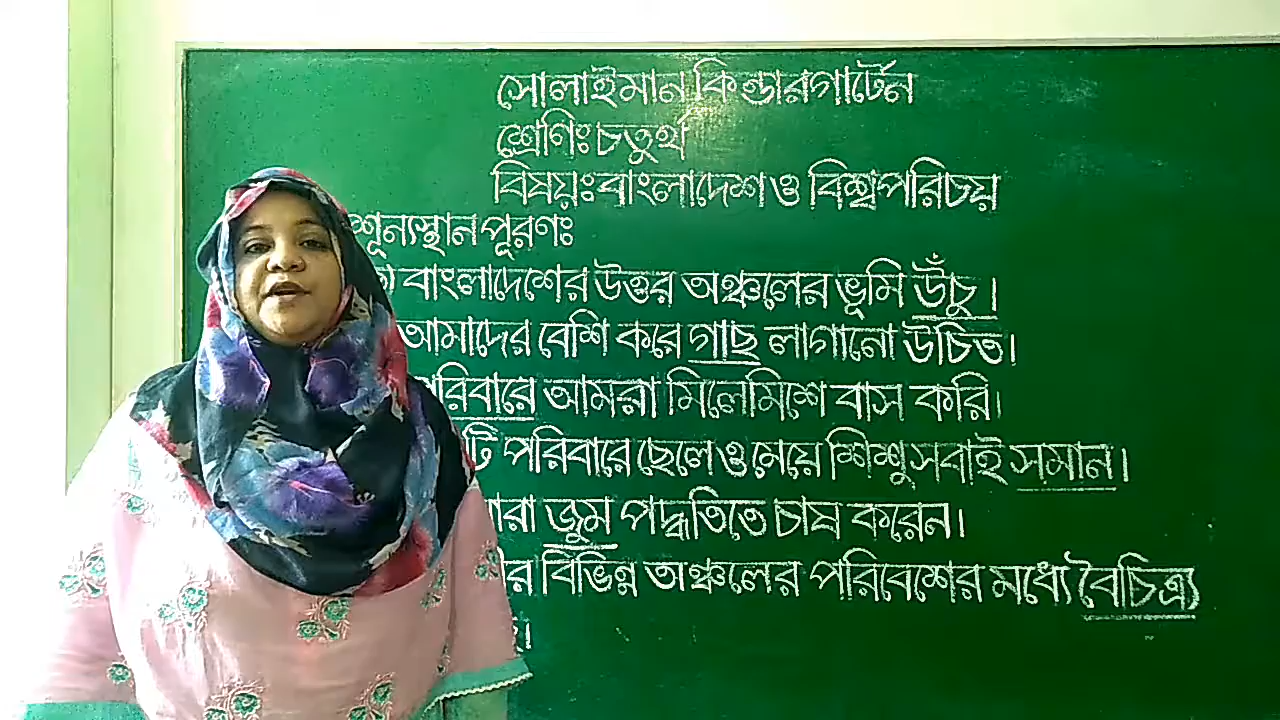 সোলাইমান কিন্ডারগার্টেন
শ্রেণিঃ চতুর্থ
বিষয়ঃ বাংলাদেশ ও বিশ্বপরিচয়
শূন্যস্থান পূরণঃ
বাংলাদেশের উত্তর অঞ্চলের ভূমি উঁচু।
আমাদের বেশি করে গাছ লাগানো উচিত।
পরিবারে আমরা মিলেমিশে বাস করি।
টি পরিবারে ছেলে ও মেয়ে শিশু সবাই সমান।
রা জুম পদ্ধতিতে চাষ করেন।
র বিভিন্ন অঞ্চলের পরিবেশের মধ্যে বৈচিত্র্য